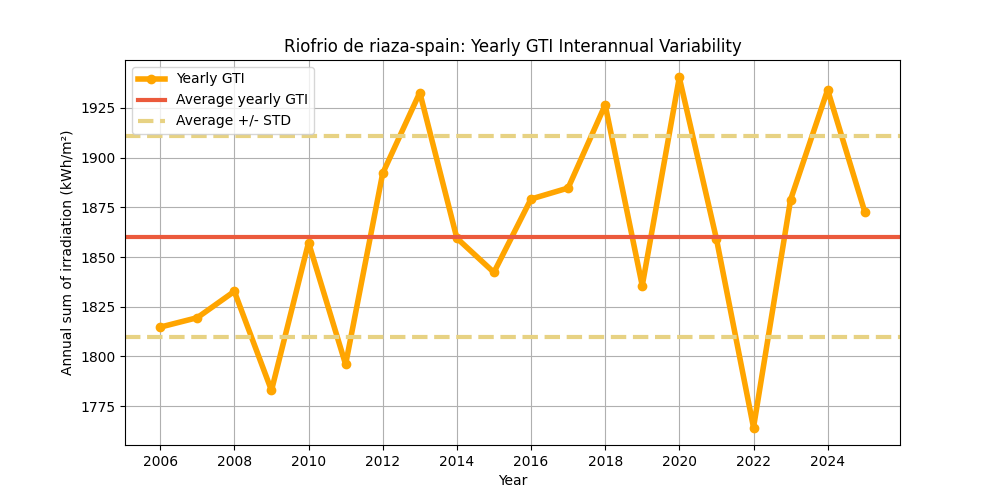 Riofrio de riaza-spain: Yearly GTI Interannual Variability
Yearly GTI
Average yearly GTI
Average +/- STD
Annual sum of irradiation (kWh/m²)
1925
1900
1875
1850
1825
1800
1775
2006 2008 2010 2012 2014 2016 2018 2020 2022 2024
Year